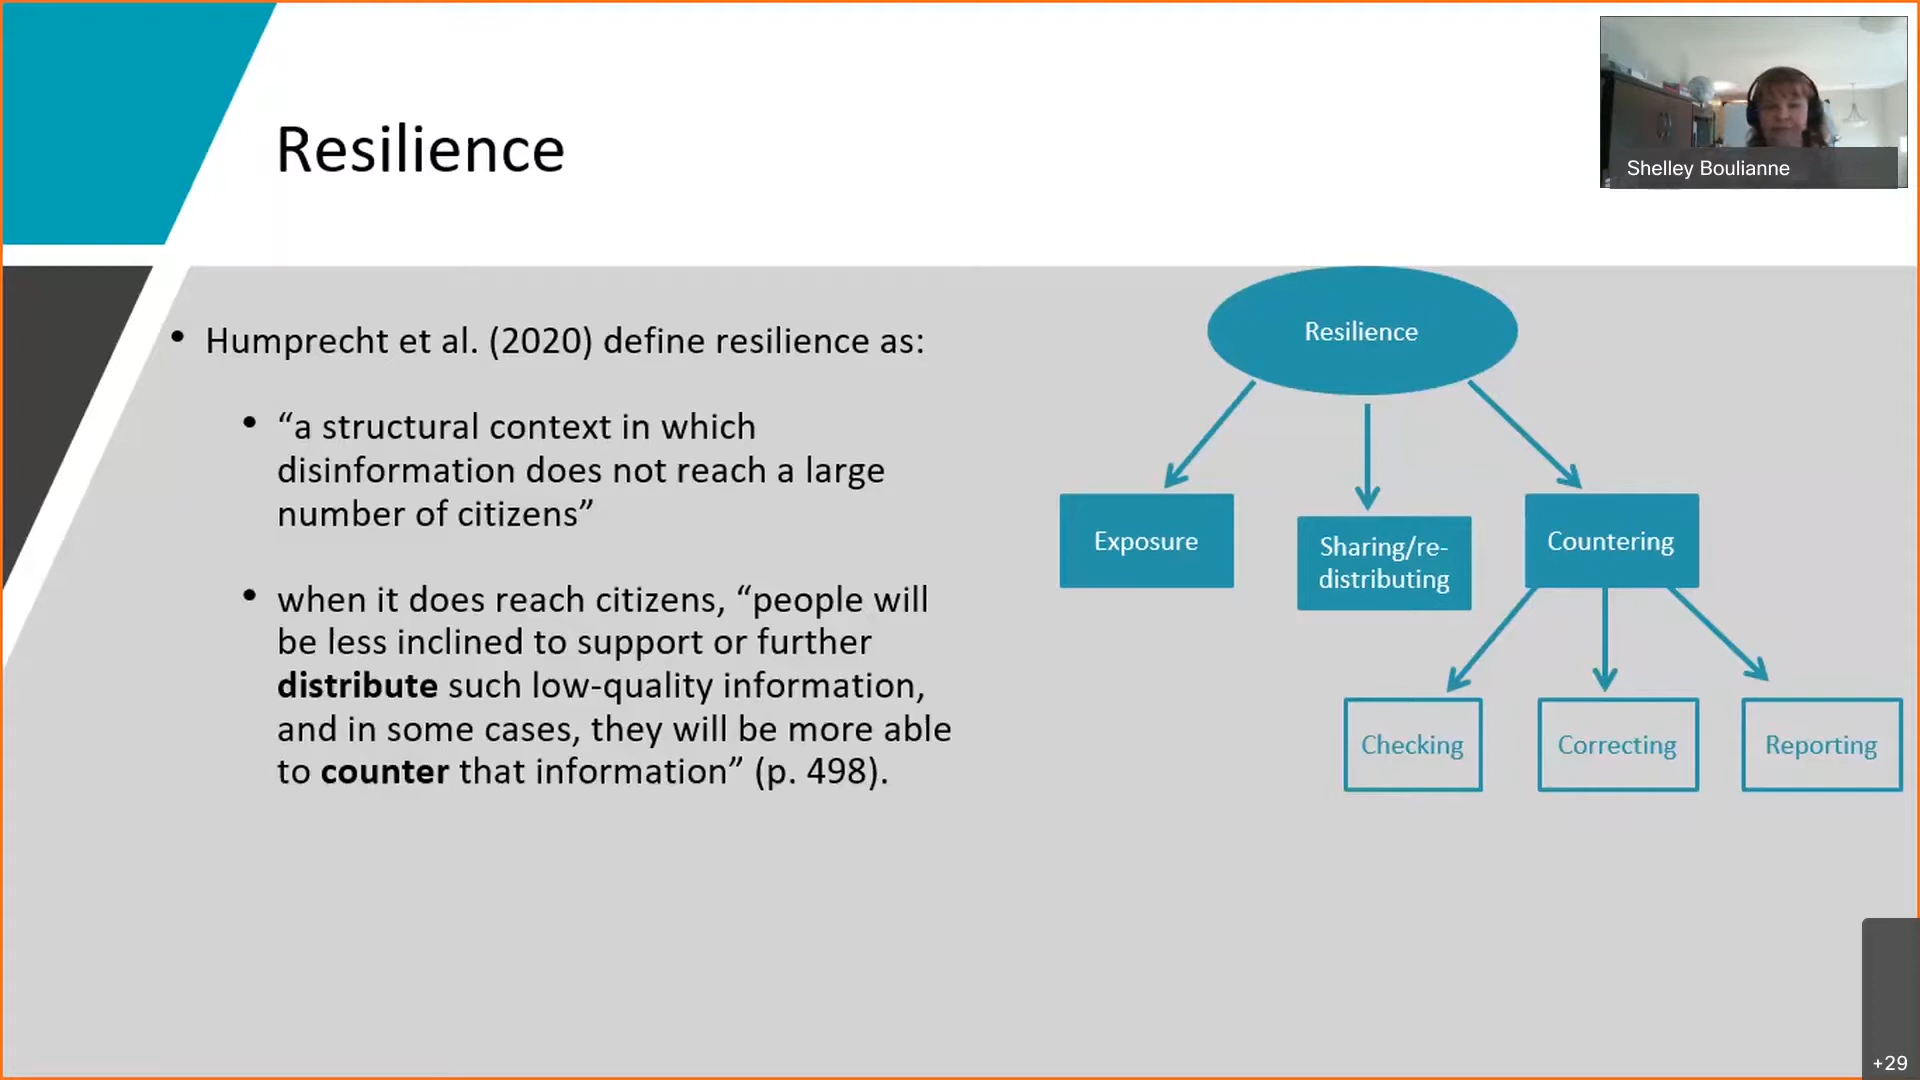 Resilience
Shelley Boulianne
• Humprecht et al. (2020) define resilience as:
• “a structural context in which
disinformation does not reach a large
number of citizens”
• when it does reach citizens, “people will
be less inclined to support or further
distribute such low-quality information,
and in some cases, they will be more able
to counter that information” (p. 498).
Resilience
Exposure
Sharing/re-
distributing
Countering
Checking
Correcting
Reporting
+29